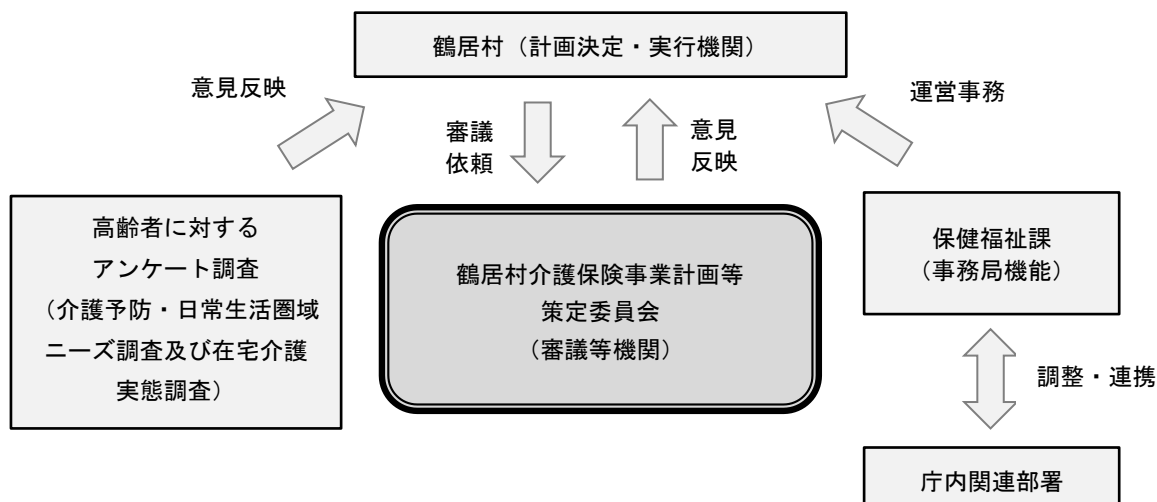 鶴居村（計画決定・実行機関）
意見反映
審議
依頼
意見
反映
運営事務
高齢者に対する
アンケート調査
（介護予防・日常生活圏域
ニーズ調査及び在宅介護
実態調査）
鶴居村介護保険事業計画等
策定委員会
（審議等機関）
保健福祉課
（事務局機能）
調整・連携
庁内関連部署